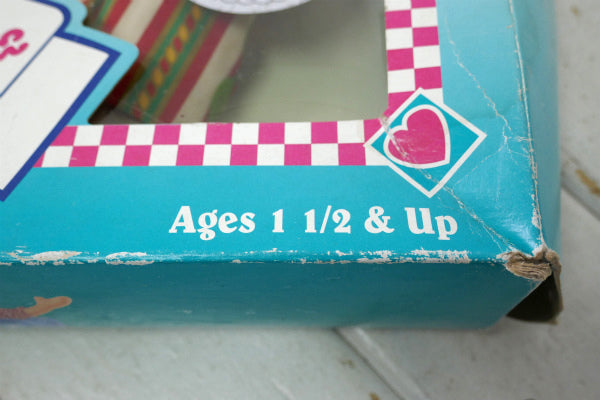 Ages 1 1/2 & Up